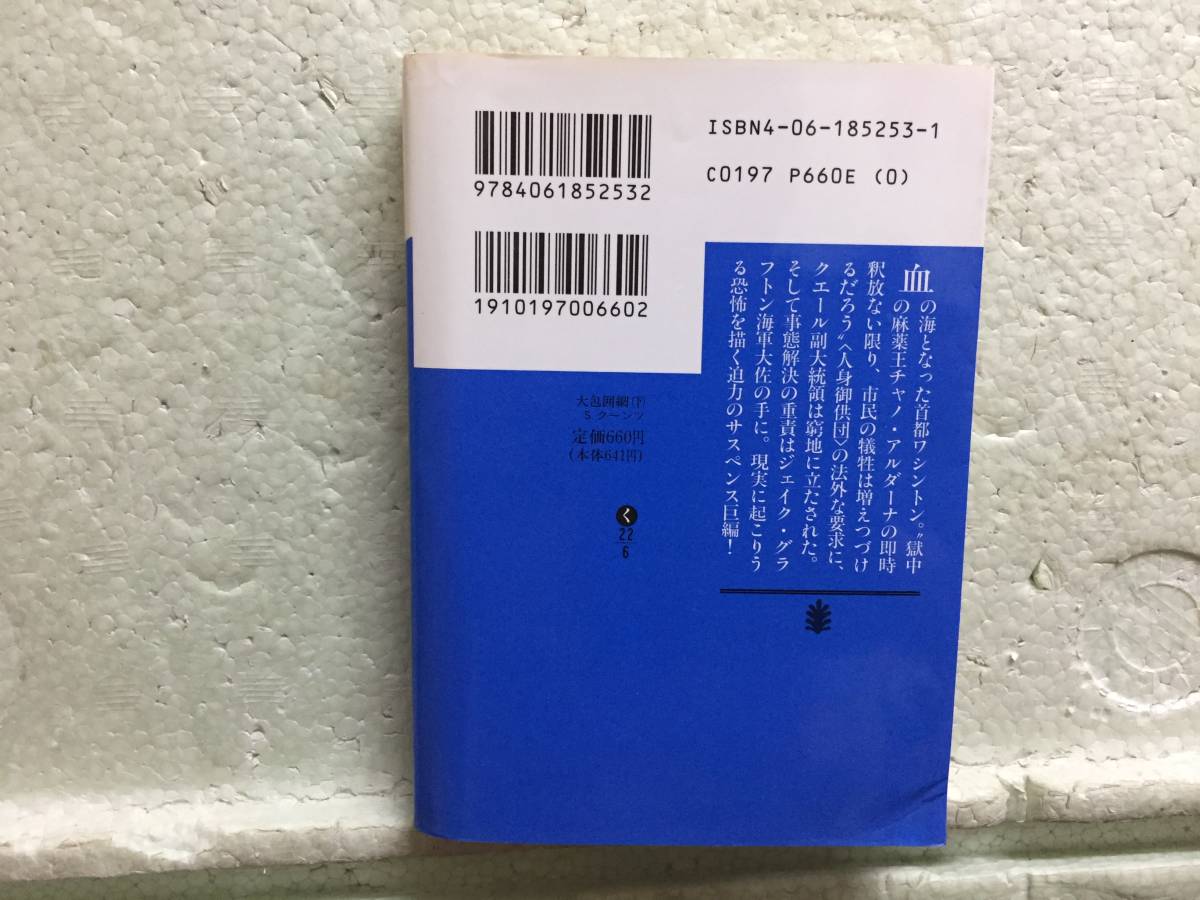 9784061852532
1910197006602
ISBN4-06-185253-1
C0197 P660E (0)
血の海となった首都ワシントン。〝獄中
の麻薬王チャノ・アルダーナの即時
釈放ない限り、市民の犠牲は増えつづけ
るだろう〟〈人身御供団〉の法外な要求に、
クエール副大統領は窮地に立たされた。
そして事態解決の重責はジェイク・グラ
フトン海軍大佐の手に。現実に起こりう
る恐怖を描く迫力のサスペンス巨編!
大包囲網(下)
S.クーンツ
定価660円
(本体641円)
く
22
6